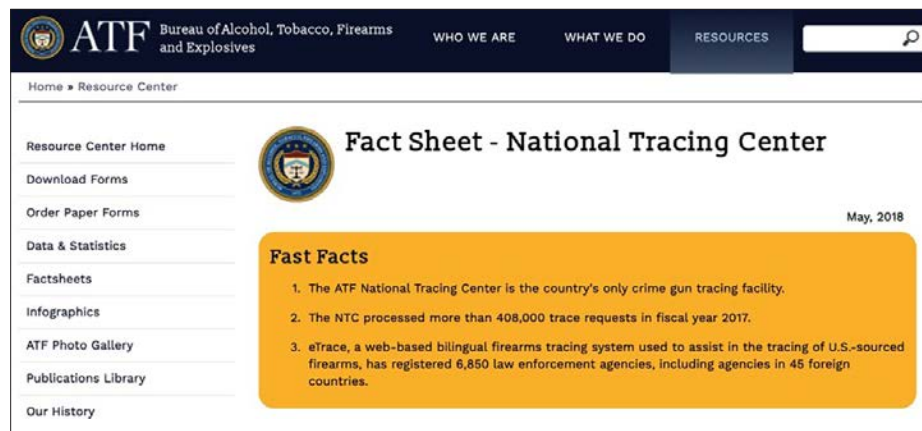 ATF
Bureau of Alcohol, Tobacco, Firearms
and Explosives
WHO WE ARE
WHAT WE DO
RESOURCES
Home » Resource Center
Resource Center Home
Download Forms
Order Paper Forms
Data & Statistics
Factsheets
Infographics
ATF Photo Gallery
Publications Library
Our History
Fact Sheet - National Tracing Center
May, 2018
Fast Facts
1. The ATF National Tracing Center is the country's only crime gun tracing facility.
2. The NTC processed more than 408,000 trace requests in fiscal year 2017.
3. eTrace, a web-based bilingual firearms tracing system used to assist in the tracing of U.S.-sourced
firearms, has registered 6,850 law enforcement agencies, including agencies in 45 foreign
countries.